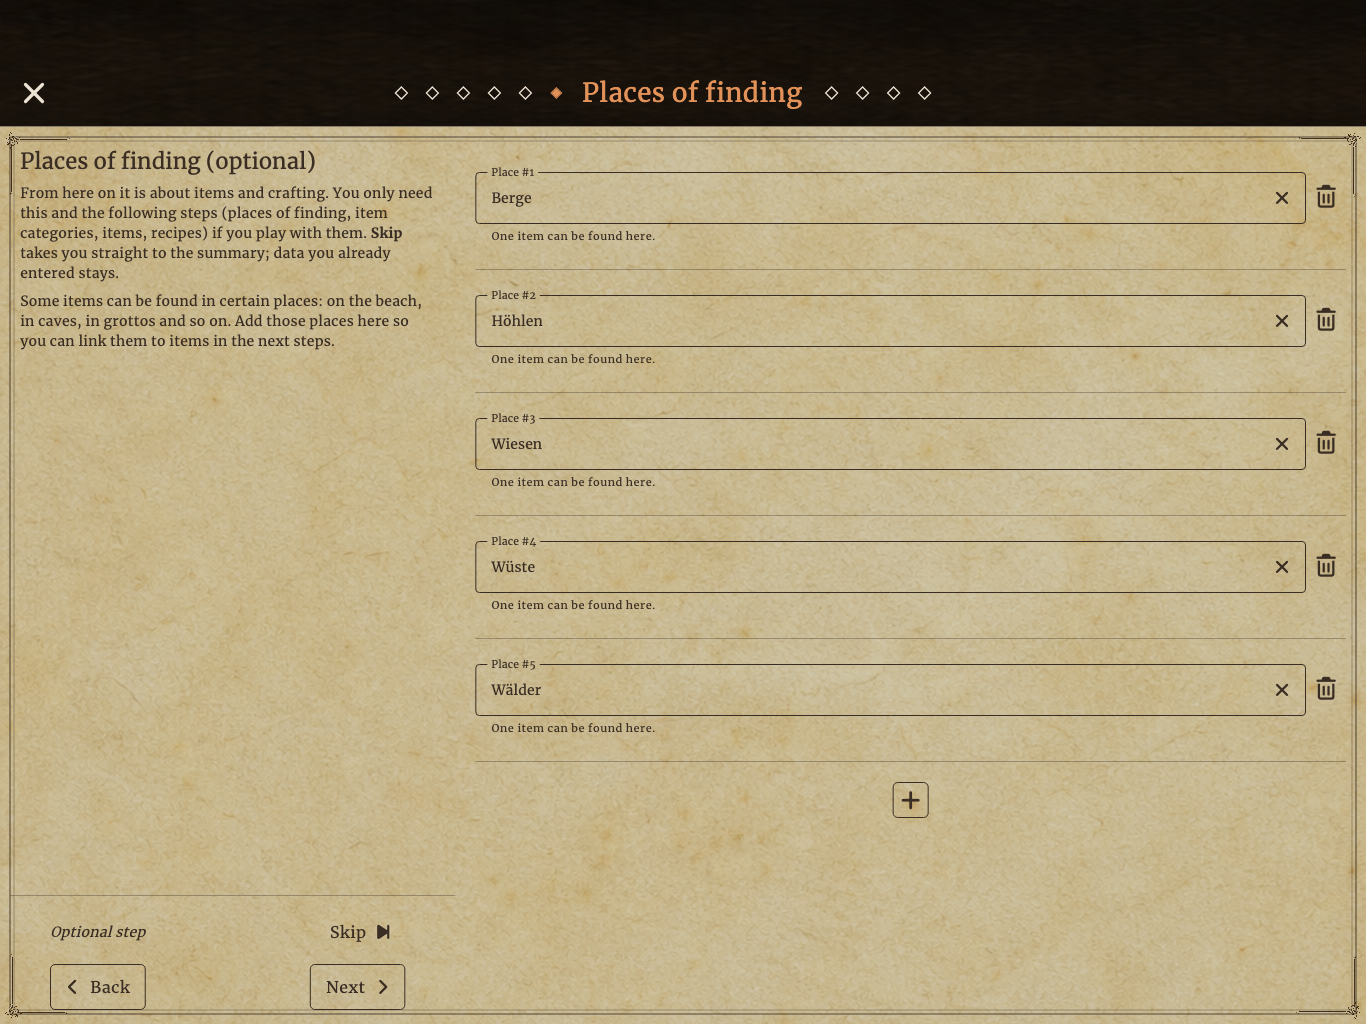 Places of finding
Places of finding (optional)
From here on it is about items and crafting. You only need
this and the following steps (places of finding, item
categories, items, recipes) if you play with them. Skip
takes you straight to the summary; data you already
entered stays.
Some items can be found in certain places: on the beach,
in caves, in grottos and so on. Add those places here so
you can link them to items in the next steps.
Place #1
Berge
One item can be found here.
Place #2
Höhlen
One item can be found here.
Place #3
Wiesen
One item can be found here.
Place #4
Wüste
One item can be found here.
Place #5
Wälder
One item can be found here.
Optional step
Skip
Back
Next